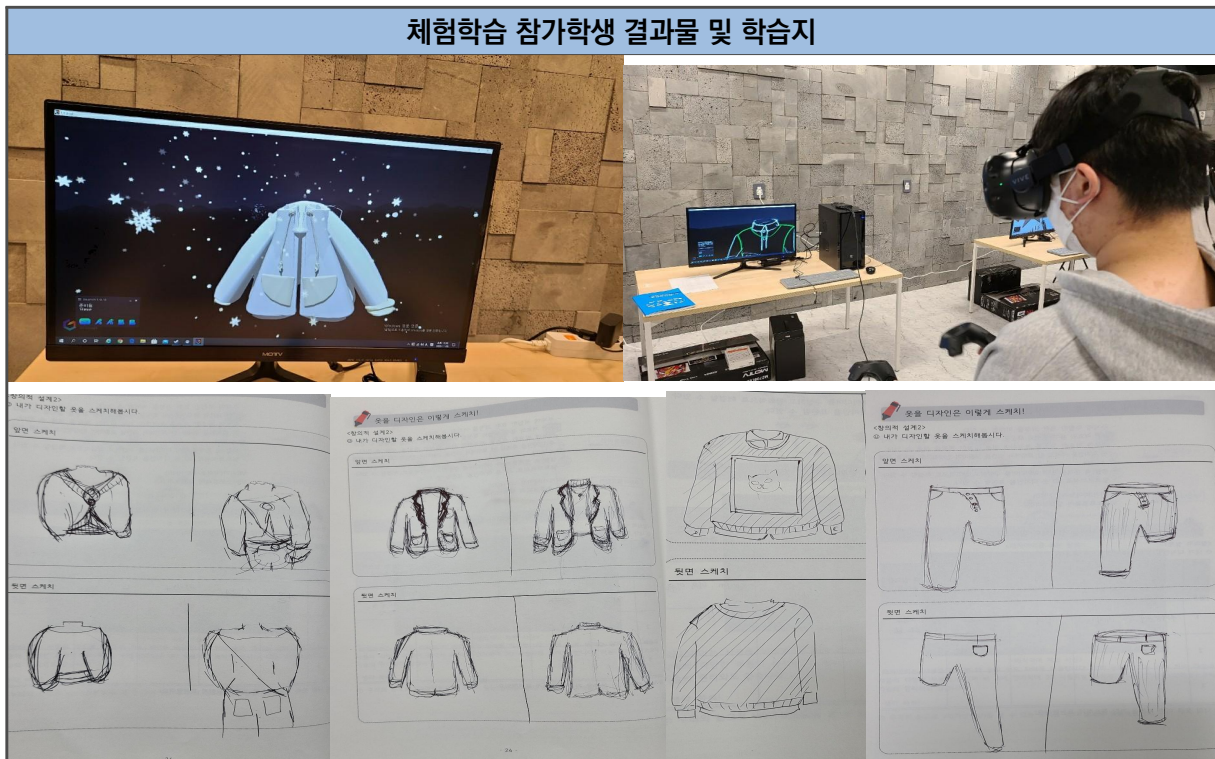 체험학습 참가학생 결과물 및 학습지
MOTV
VIVE
MOTV
<창의적 설계2>
☺ 내가 디자인할 옷을 스케치해봅시다.
앞면 스케치
뒷면 스케치
옷을 디자인은 이렇게 스케치!
<창의적 설계2>
☺ 내가 디자인할 옷을 스케치해봅시다.
앞면 스케치
뒷면 스케치
26
뒷면 스케치
옷을 디자인은 이렇게 스케치!
<창의적 설계2>
☺ 내가 디자인할 옷을 스케치해봅시다.
앞면 스케치
뒷면 스케치